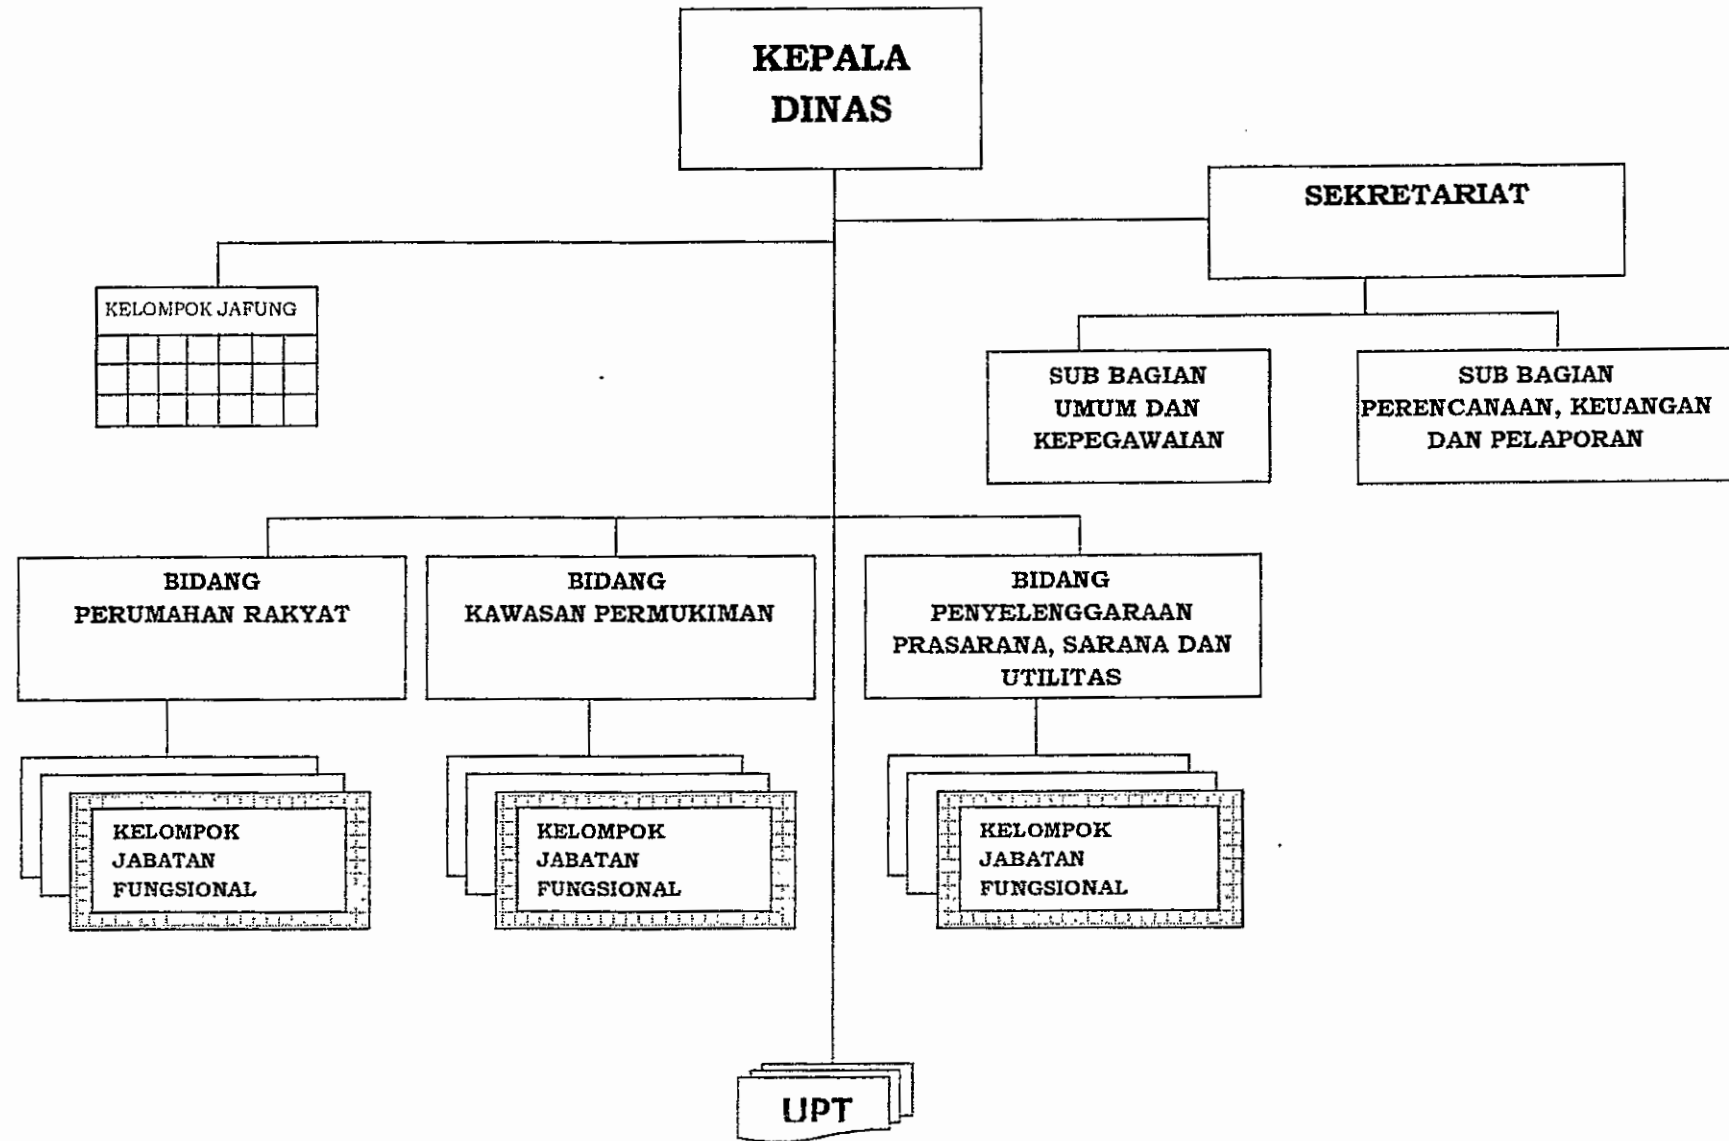 KEPALA
DINAS
SEKRETARIAT
KELOMPOK JAFUNG
SUB BAGIAN
UMUM DAN
KEPEGAWAIAN
SUB BAGIAN
PERENCANAAN, KEUANGAN
DAN PELAPORAN
BIDANG
PERUMAHAN RAKYAT
BIDANG
KAWASAN PERMUKIMAN
BIDANG
PENYELENGGARAAN
PRASARANA, SARANA DAN
UTILITAS
KELOMPOK
JABATAN
FUNGSIONAL
KELOMPOK
JABATAN
FUNGSIONAL
KELOMPOK
JABATAN
FUNGSIONAL
UPT